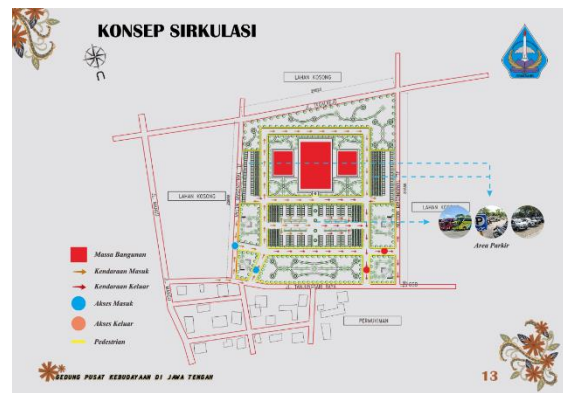 KONSEP SIRKULASI
LAHAN KOSONG
LAHAN KOSONG
LAHAN KOSONG
Area Parkir
Massa Bangunan
Kendaraan Masuk
Kendaraan Keluar
Akses Masuk
Akses Keluar
Pedestrian
PERMUKIMAN
GEDUNG PUSAT KEBUDAYAAN DI JAWA TENGAH
13